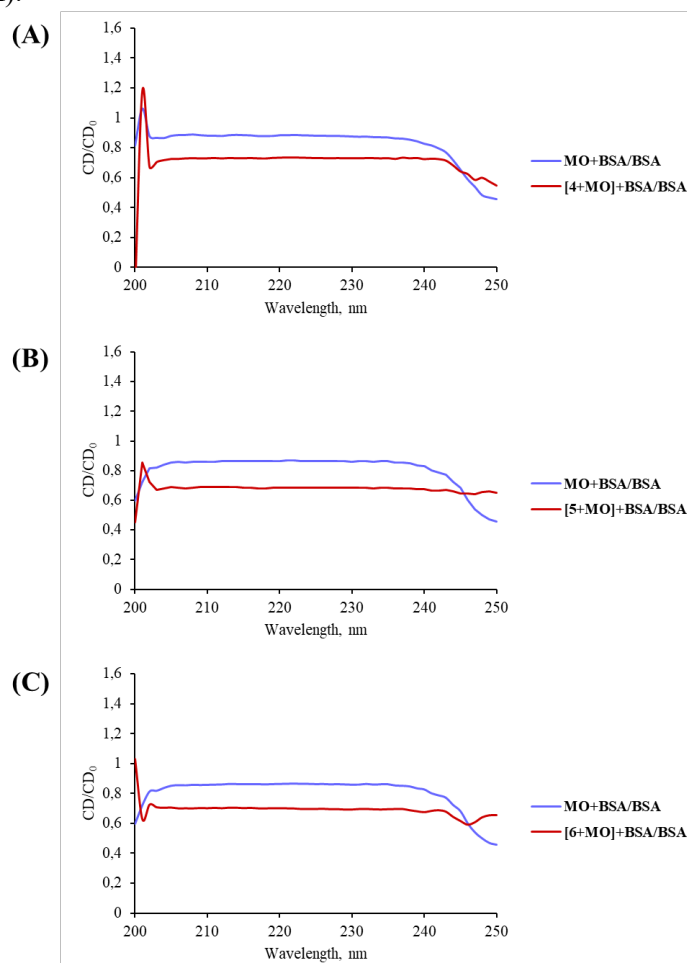 (A)
1,6
1,4
1,2
1
0,8
0,6
0,4
0,2
0
CD/CD₀
200 210 220 230 240 250
Wavelength, nm
MO+BSA/BSA
[4+MO]+BSA/BSA
(B)
1,6
1,4
1,2
1
0,8
0,6
0,4
0,2
0
CD/CD₀
200 210 220 230 240 250
Wavelength, nm
MO+BSA/BSA
[5+MO]+BSA/BSA
(C)
1,6
1,4
1,2
1
0,8
0,6
0,4
0,2
0
CD/CD₀
200 210 220 230 240 250
Wavelength, nm
MO+BSA/BSA
[6+MO]+BSA/BSA